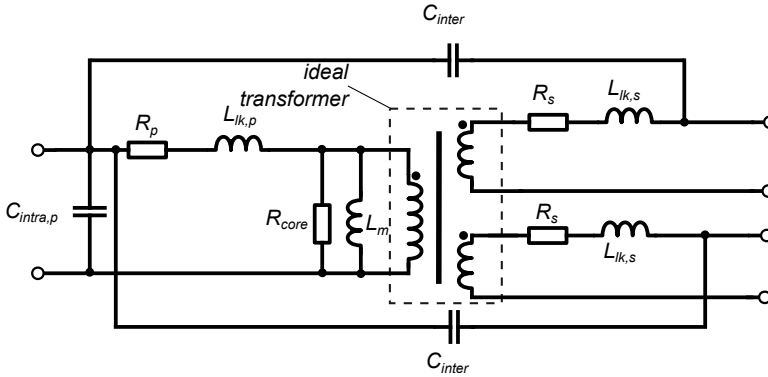 C_inter
ideal
transformer
R_s
L_lk,s
R_p
L_lk,p
C_intra,p
R_core
L_m
R_s
L_lk,s
C_inter